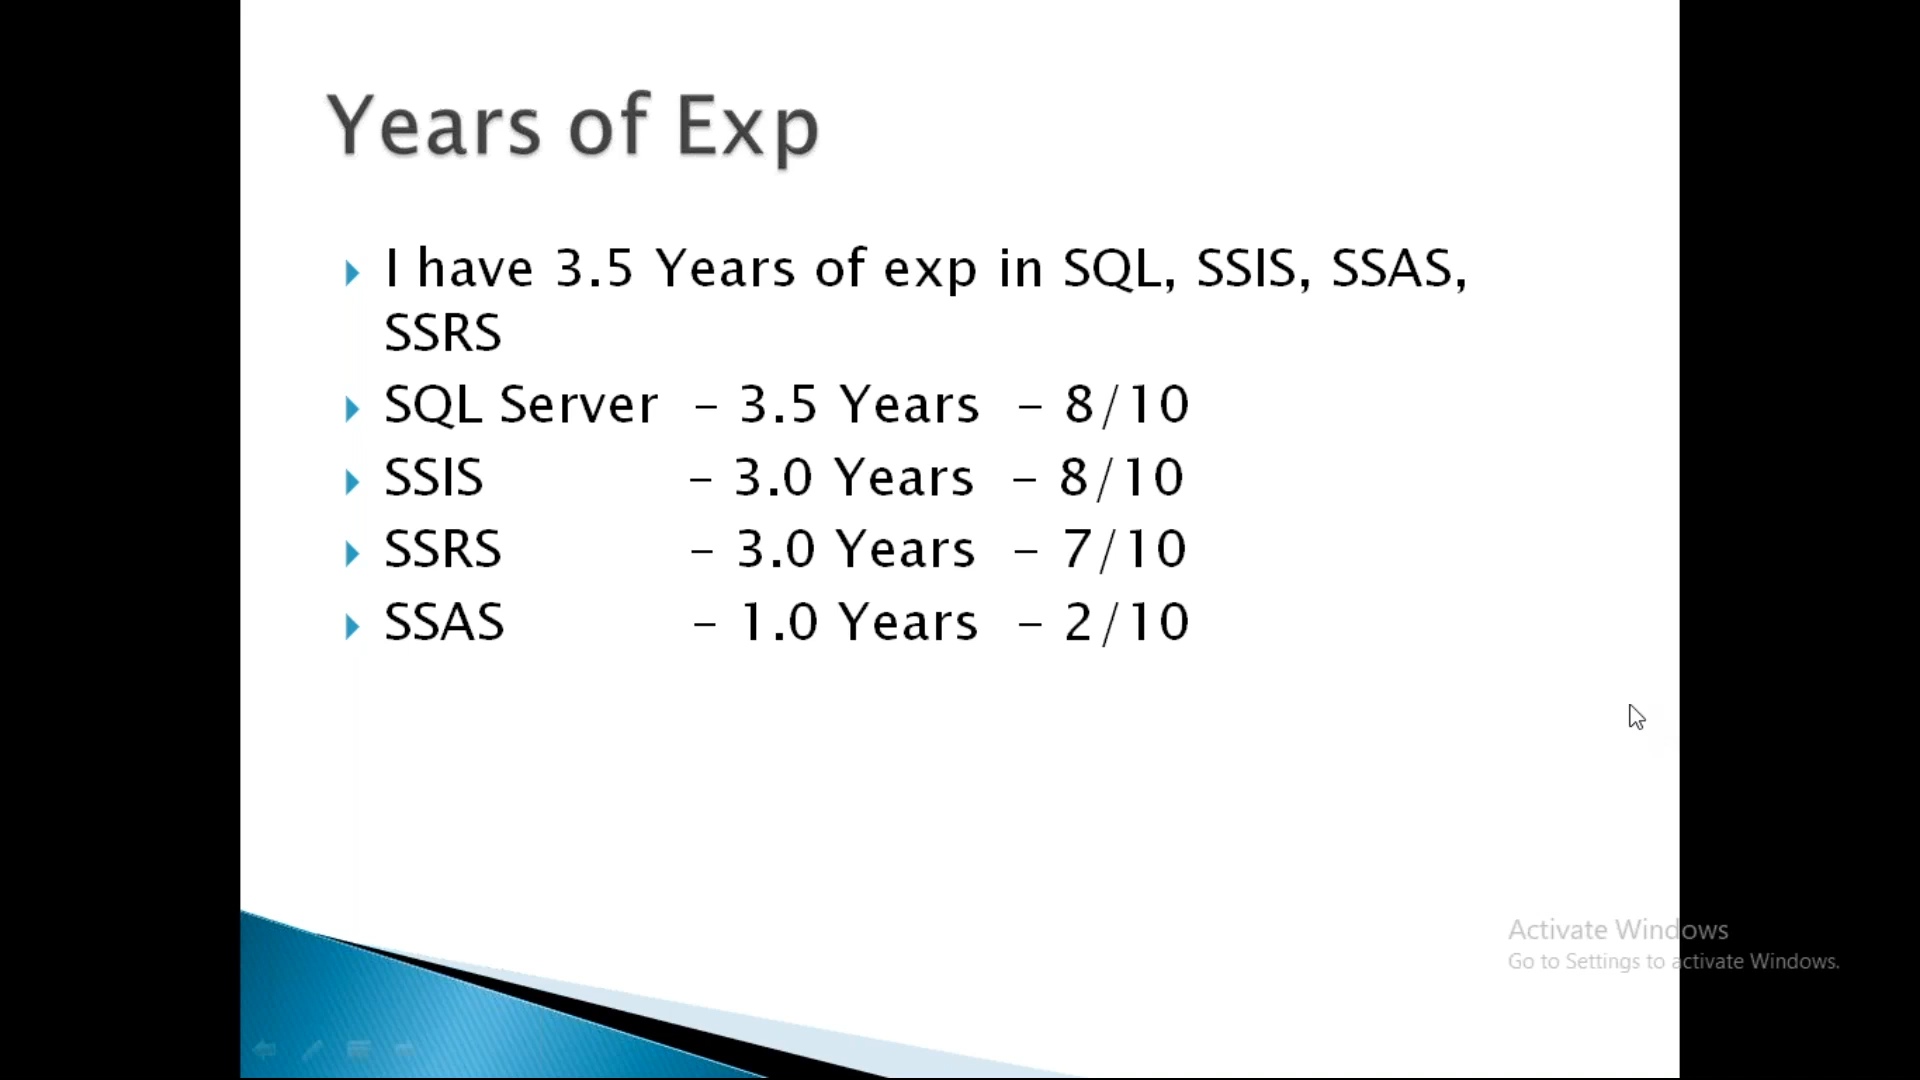 Years of Exp
I have 3.5 Years of exp in SQL, SSIS, SSAS,
SSRS
SQL Server – 3.5 Years – 8/10
SSIS – 3.0 Years – 8/10
SSRS – 3.0 Years – 7/10
SSAS – 1.0 Years – 2/10
Activate Windows
Go to Settings to activate Windows.